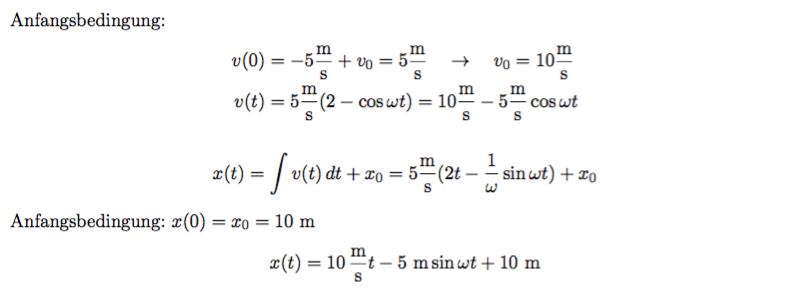 Anfangsbedingung:
v(0) = −5 m/s + v₀ = 5 m/s → v₀ = 10 m/s
v(t) = 5 m/s (2 − cos ωt) = 10 m/s − 5 m/s cos ωt
x(t) = ∫ v(t) dt + x₀ = 5 m/s (2t − 1/ω sin ωt) + x₀
Anfangsbedingung: x(0) = x₀ = 10 m
x(t) = 10 m/s t − 5 m sin ωt + 10 m